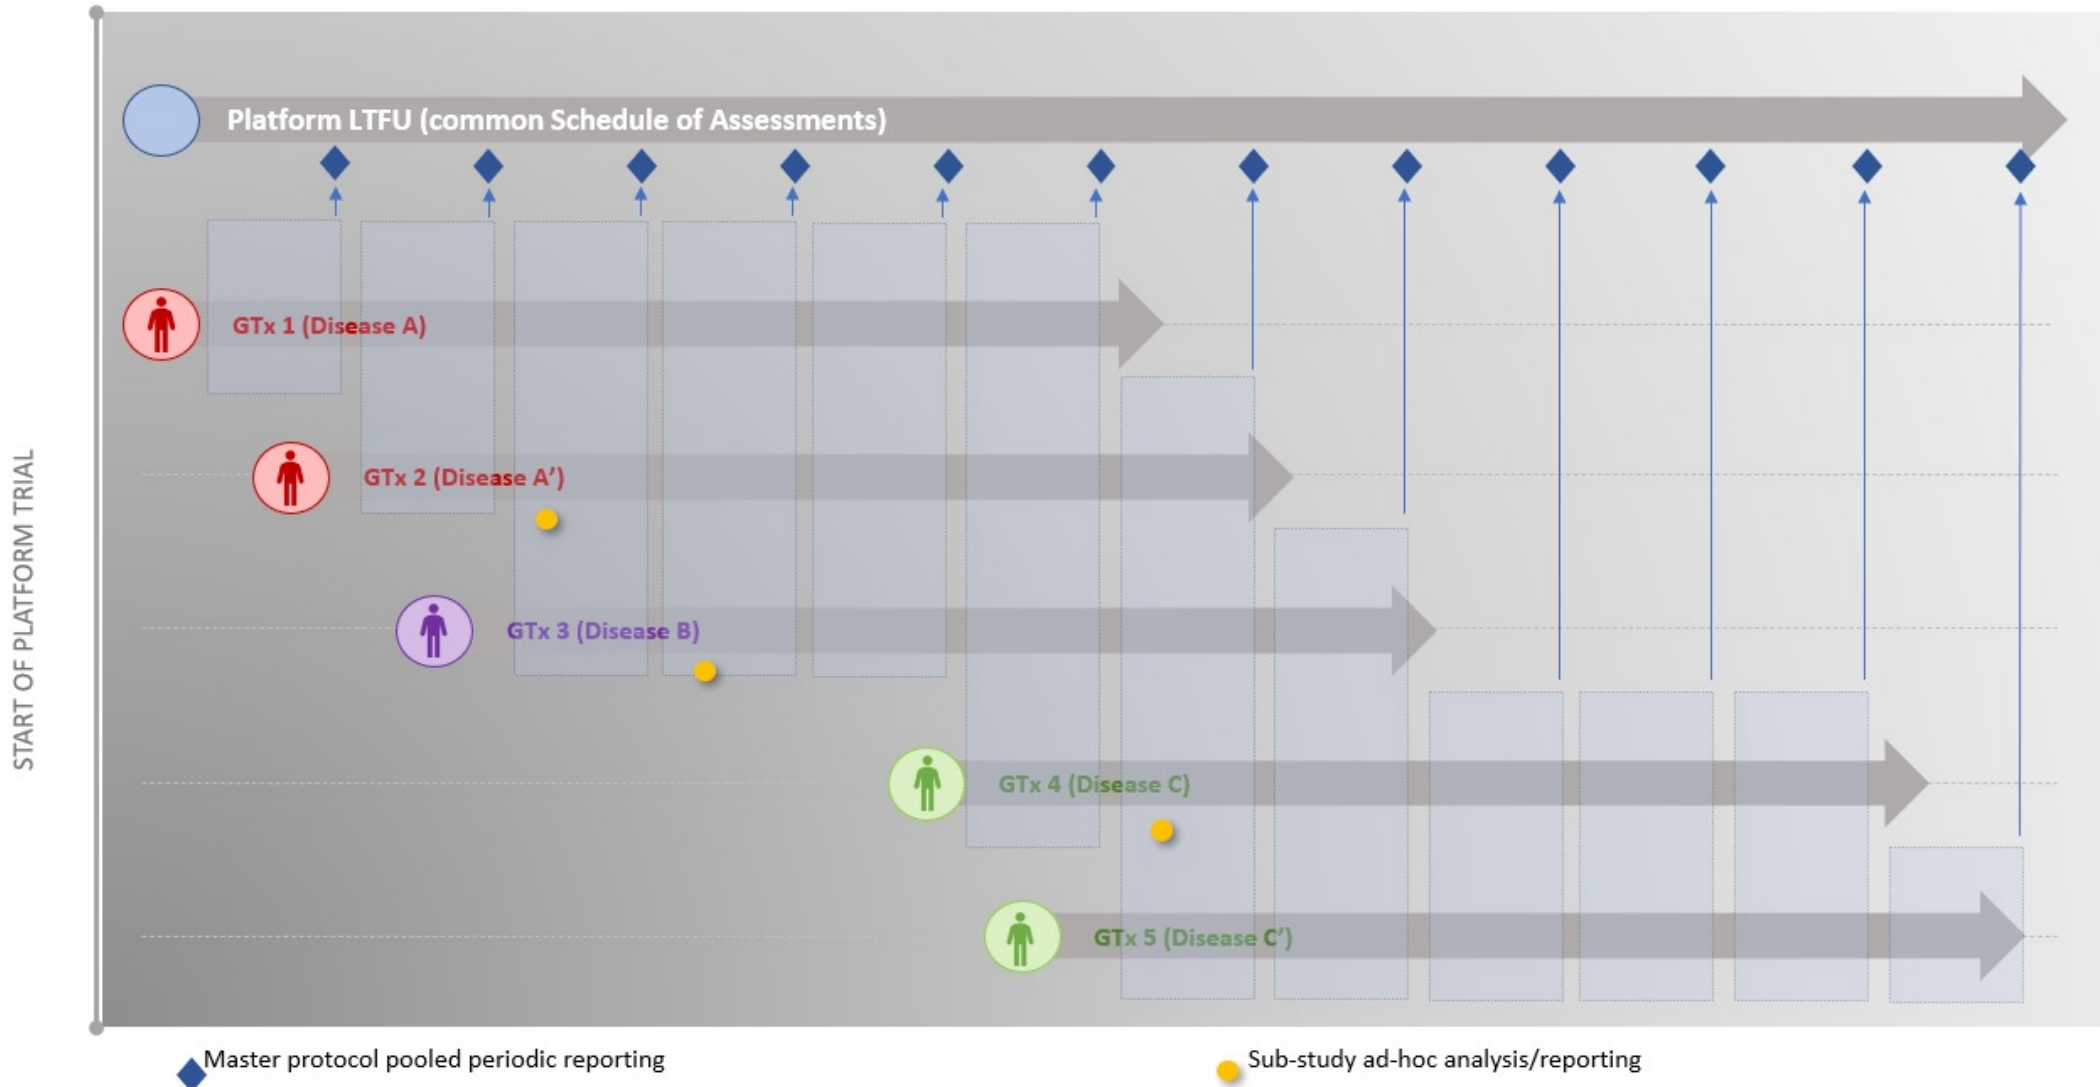 START OF PLATFORM TRIAL
Platform LTFU (common Schedule of Assessments)
GTx 1 (Disease A)
GTx 2 (Disease A’)
GTx 3 (Disease B)
GTx 4 (Disease C)
GTx 5 (Disease C’)
Master protocol pooled periodic reporting
Sub-study ad-hoc analysis/reporting